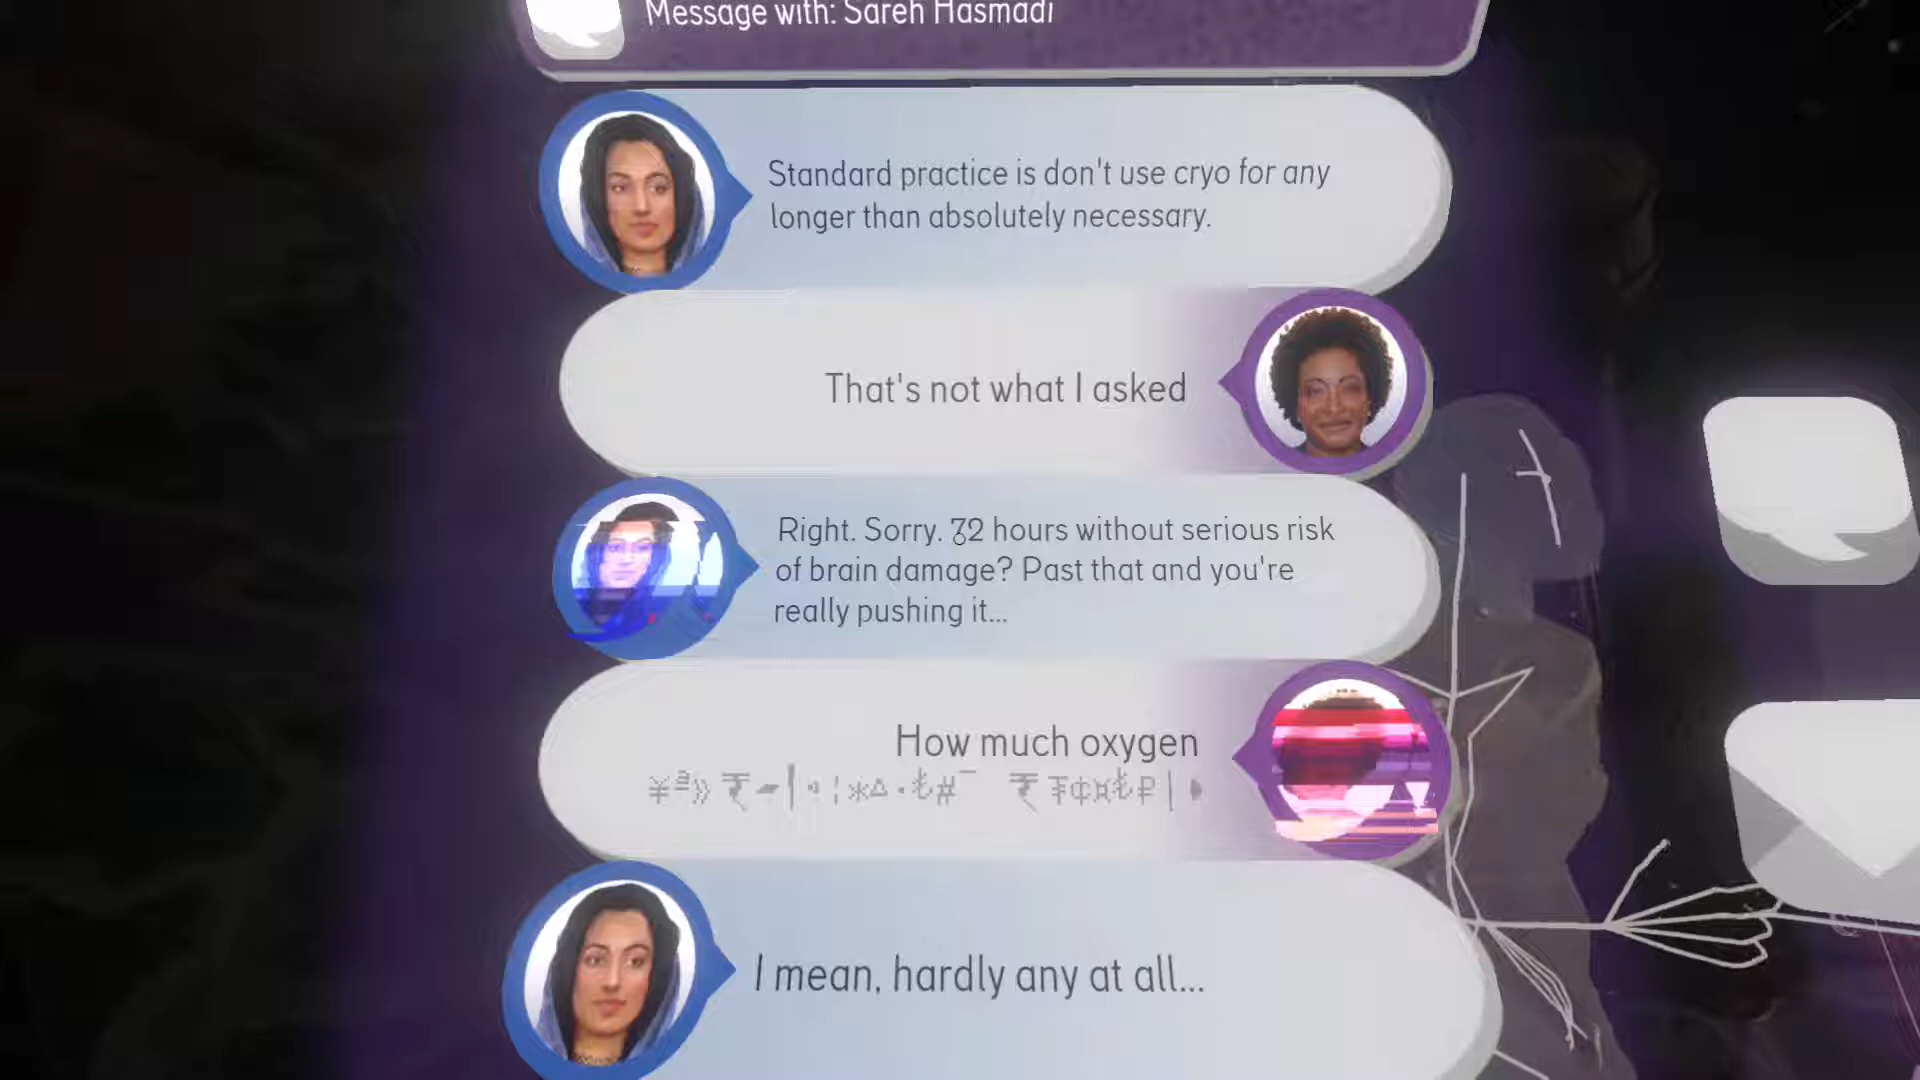 Message with: Sareh Hasmadi
Standard practice is don't use cryo for any
longer than absolutely necessary.
That's not what I asked
Right. Sorry. 72 hours without serious risk
of brain damage? Past that and you're
really pushing it...
How much oxygen
I mean, hardly any at all...